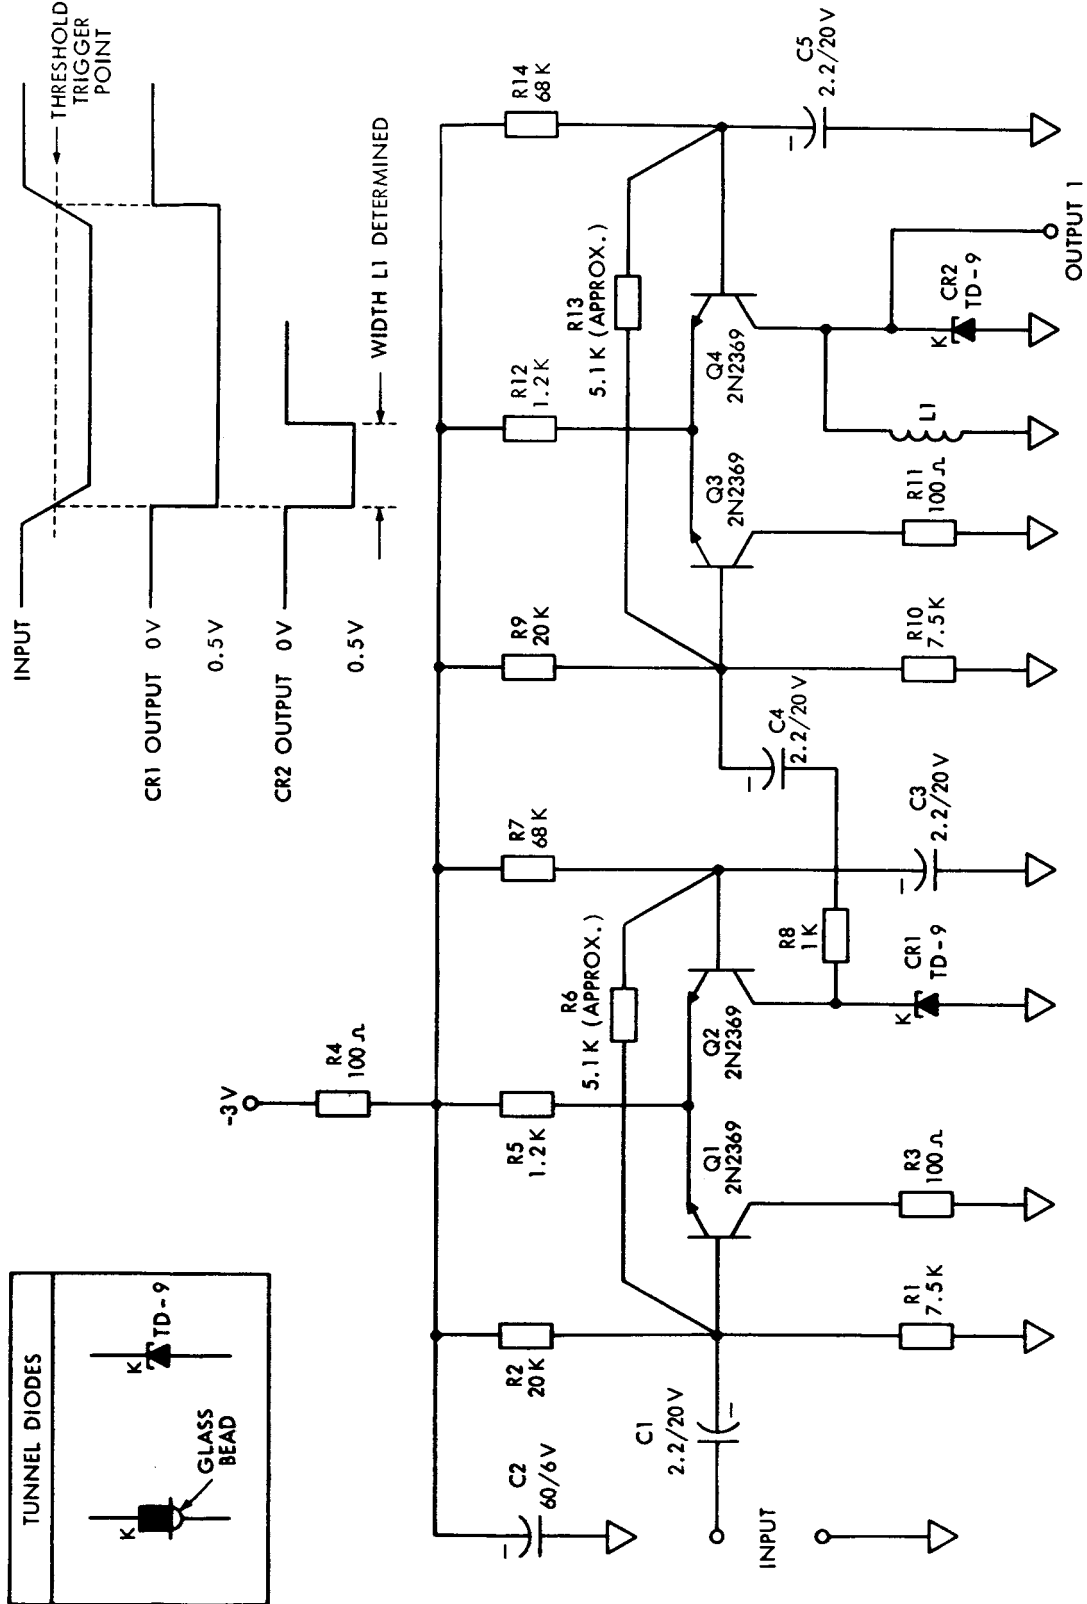 TUNNEL DIODES
K
GLASS
BEAD
K
TD-9
INPUT
THRESHOLD
TRIGGER
POINT
CR1 OUTPUT 0V
0.5V
CR2 OUTPUT 0V
0.5V
WIDTH L1 DETERMINED
-3V
R4
100Ω
C2
60/6V
R2
20K
R5
1.2K
R7
68K
R9
20K
R12
1.2K
R14
68K
R6
5.1K (APPROX.)
R13
5.1K (APPROX.)
C1
2.2/20V
INPUT
Q1
2N2369
Q2
2N2369
C4
2.2/20V
Q3
2N2369
Q4
2N2369
C5
2.2/20V
R8
1K
R1
7.5K
R3
100Ω
K
CR1
TD-9
C3
2.2/20V
R10
7.5K
R11
100Ω
L1
K
CR2
TD-9
OUTPUT 1